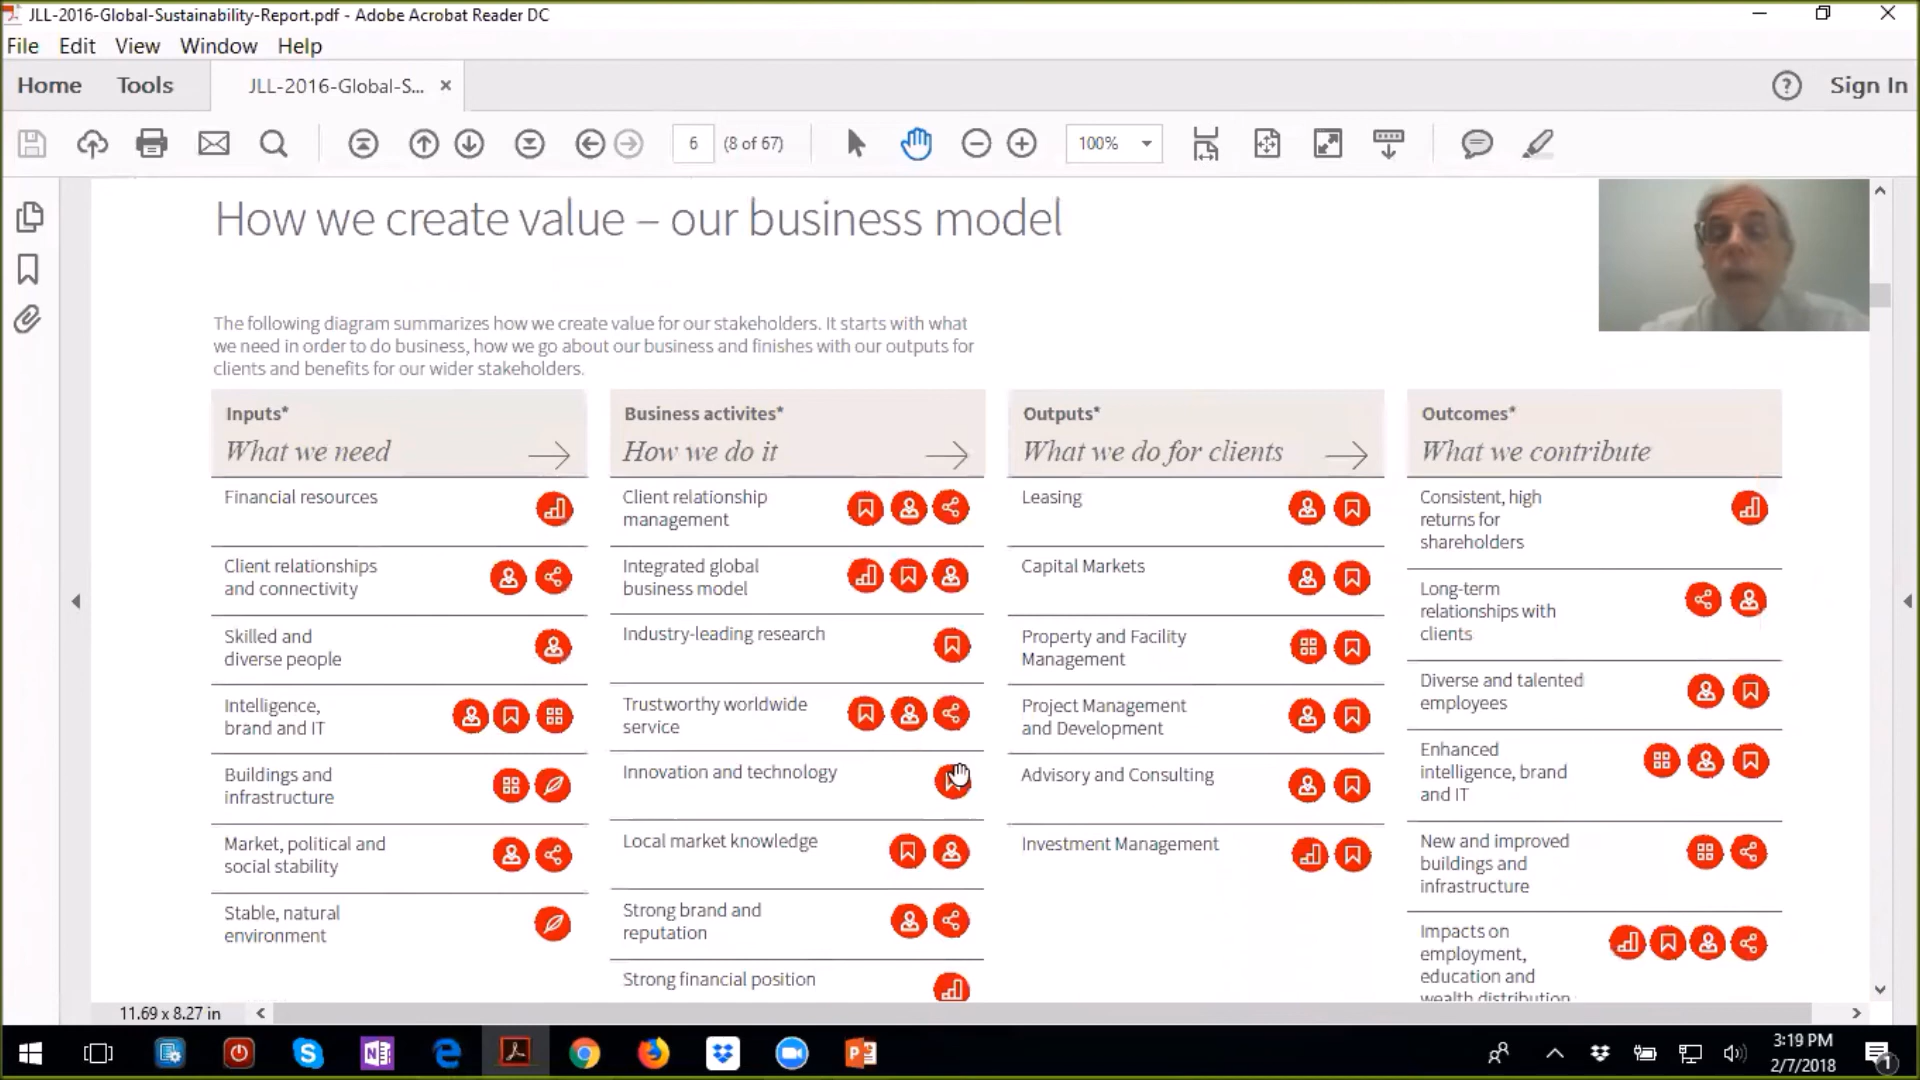 JLL-2016-Global-Sustainability-Report.pdf - Adobe Acrobat Reader DC
File Edit View Window Help
Home Tools JLL-2016-Global-S... × ? Sign In
6 (8 of 67) 100%
How we create value – our business model
The following diagram summarizes how we create value for our stakeholders. It starts with what
we need in order to do business, how we go about our business and finishes with our outputs for
clients and benefits for our wider stakeholders.
Inputs*
What we need
Financial resources
Client relationships
and connectivity
Skilled and
diverse people
Intelligence,
brand and IT
Buildings and
infrastructure
Market, political and
social stability
Stable, natural
environment
Business activites*
How we do it
Client relationship
management
Integrated global
business model
Industry-leading research
Trustworthy worldwide
service
Innovation and technology
Local market knowledge
Strong brand and
reputation
Strong financial position
Outputs*
What we do for clients
Leasing
Capital Markets
Property and Facility
Management
Project Management
and Development
Advisory and Consulting
Investment Management
Outcomes*
What we contribute
Consistent, high
returns for
shareholders
Long-term
relationships with
clients
Diverse and talented
employees
Enhanced
intelligence, brand
and IT
New and improved
buildings and
infrastructure
Impacts on
employment,
education and
wealth distribution
11.69 x 8.27 in
3:19 PM
2/7/2018
1